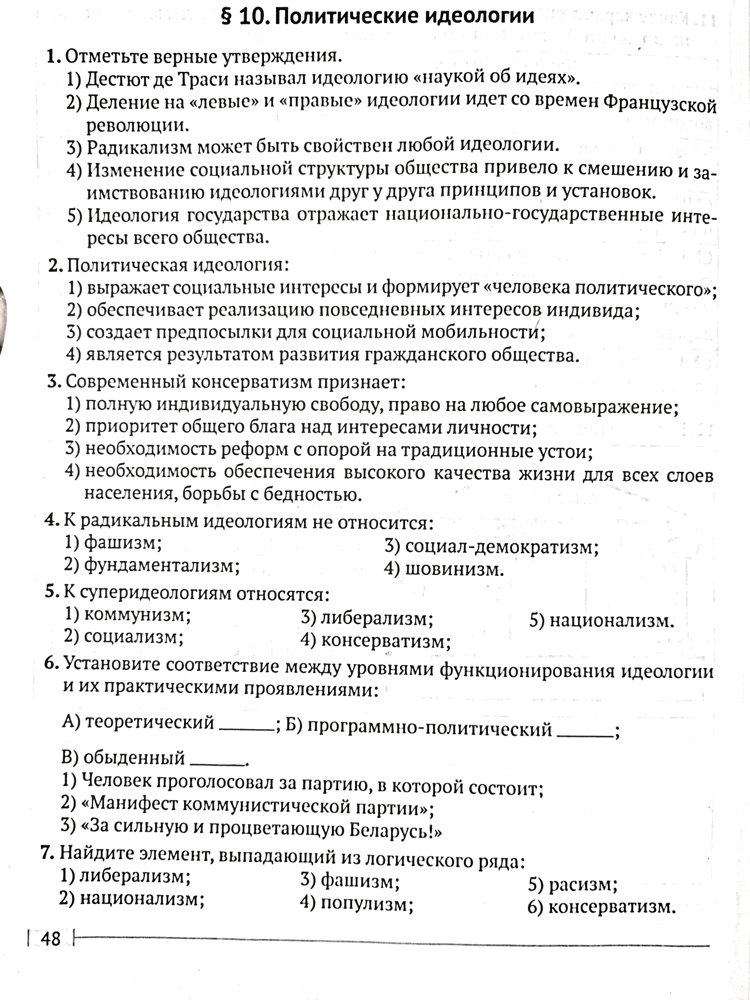 § 10. Политические идеологии
1. Отметьте верные утверждения.
1) Дестют де Траси называл идеологию «наукой об идеях».
2) Деление на «левые» и «правые» идеологии идет со времен Французской
революции.
3) Радикализм может быть свойствен любой идеологии.
4) Изменение социальной структуры общества привело к смешению и за-
имствованию идеологиями друг у друга принципов и установок.
5) Идеология государства отражает национально-государственные инте-
ресы всего общества.
2. Политическая идеология:
1) выражает социальные интересы и формирует «человека политического»;
2) обеспечивает реализацию повседневных интересов индивида;
3) создает предпосылки для социальной мобильности;
4) является результатом развития гражданского общества.
3. Современный консерватизм признает:
1) полную индивидуальную свободу, право на любое самовыражение;
2) приоритет общего блага над интересами личности;
3) необходимость реформ с опорой на традиционные устои;
4) необходимость обеспечения высокого качества жизни для всех слоев
населения, борьбы с бедностью.
4. К радикальным идеологиям не относится:
1) фашизм;
2) фундаментализм;
3) социал-демократизм;
4) шовинизм.
5. К суперидеологиям относятся:
1) коммунизм;
2) социализм;
3) либерализм;
4) консерватизм;
5) национализм.
6. Установите соответствие между уровнями функционирования идеологии
и их практическими проявлениями:
А) теоретический ______; Б) программно-политический ______;
В) обыденный ______.
1) Человек проголосовал за партию, в которой состоит;
2) «Манифест коммунистической партии»;
3) «За сильную и процветающую Беларусь!»
7. Найдите элемент, выпадающий из логического ряда:
1) либерализм;
2) национализм;
3) фашизм;
4) популизм;
5) расизм;
6) консерватизм.
48